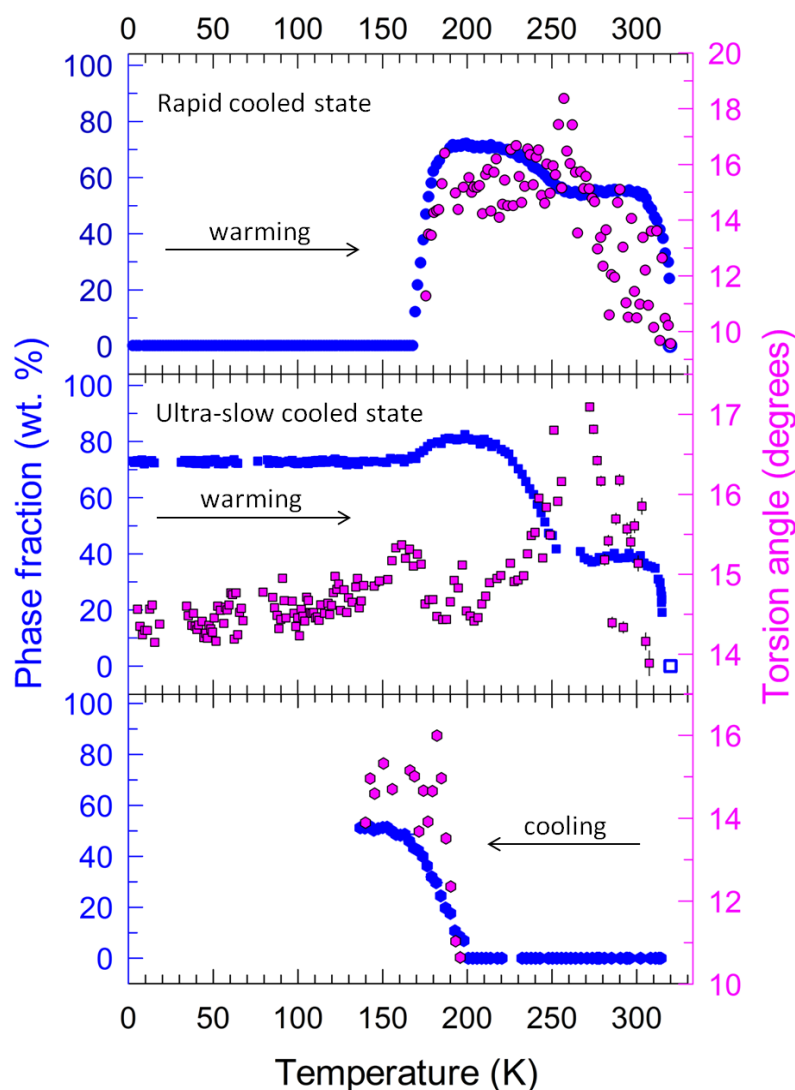 0 50 100 150 200 250 300
100 20
Rapid cooled state
80 18
60 16
warming
40 14
20 12
0 10
Ultra-slow cooled state
100 17
80
warming
60 16
40 15
20
0 14
100
80 16
60
cooling
40 14
20 12
0
10
0 50 100 150 200 250 300
Phase fraction (wt. %)
Torsion angle (degrees)
Temperature (K)